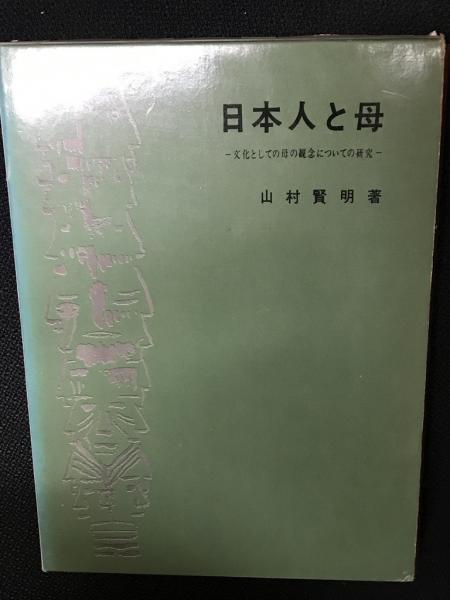 日本人と母
－文化としての母の観念についての研究－
山村賢明著